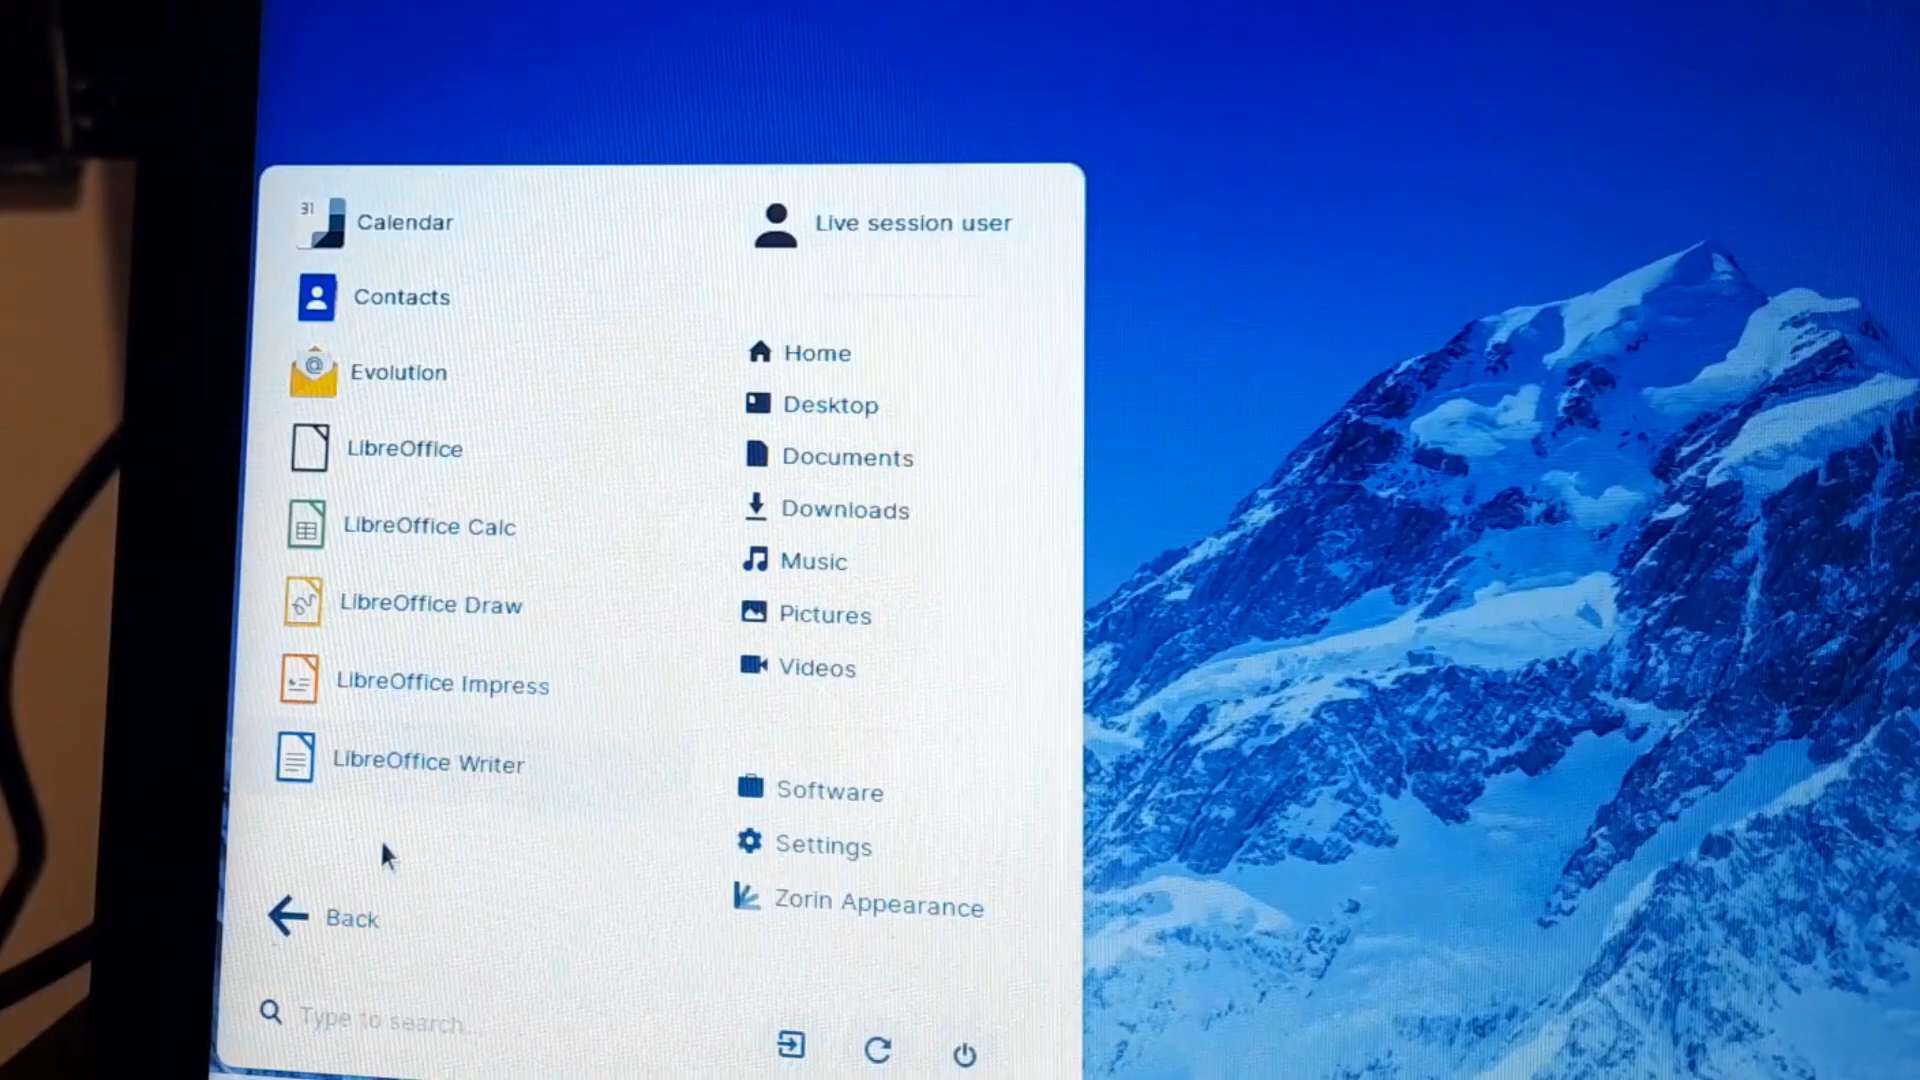 31
Calendar
Contacts
@
Evolution
LibreOffice
LibreOffice Calc
LibreOffice Draw
LibreOffice Impress
LibreOffice Writer
Back
Type to search
Live session user
Home
Desktop
Documents
Downloads
Music
Pictures
Videos
Software
Settings
Zorin Appearance